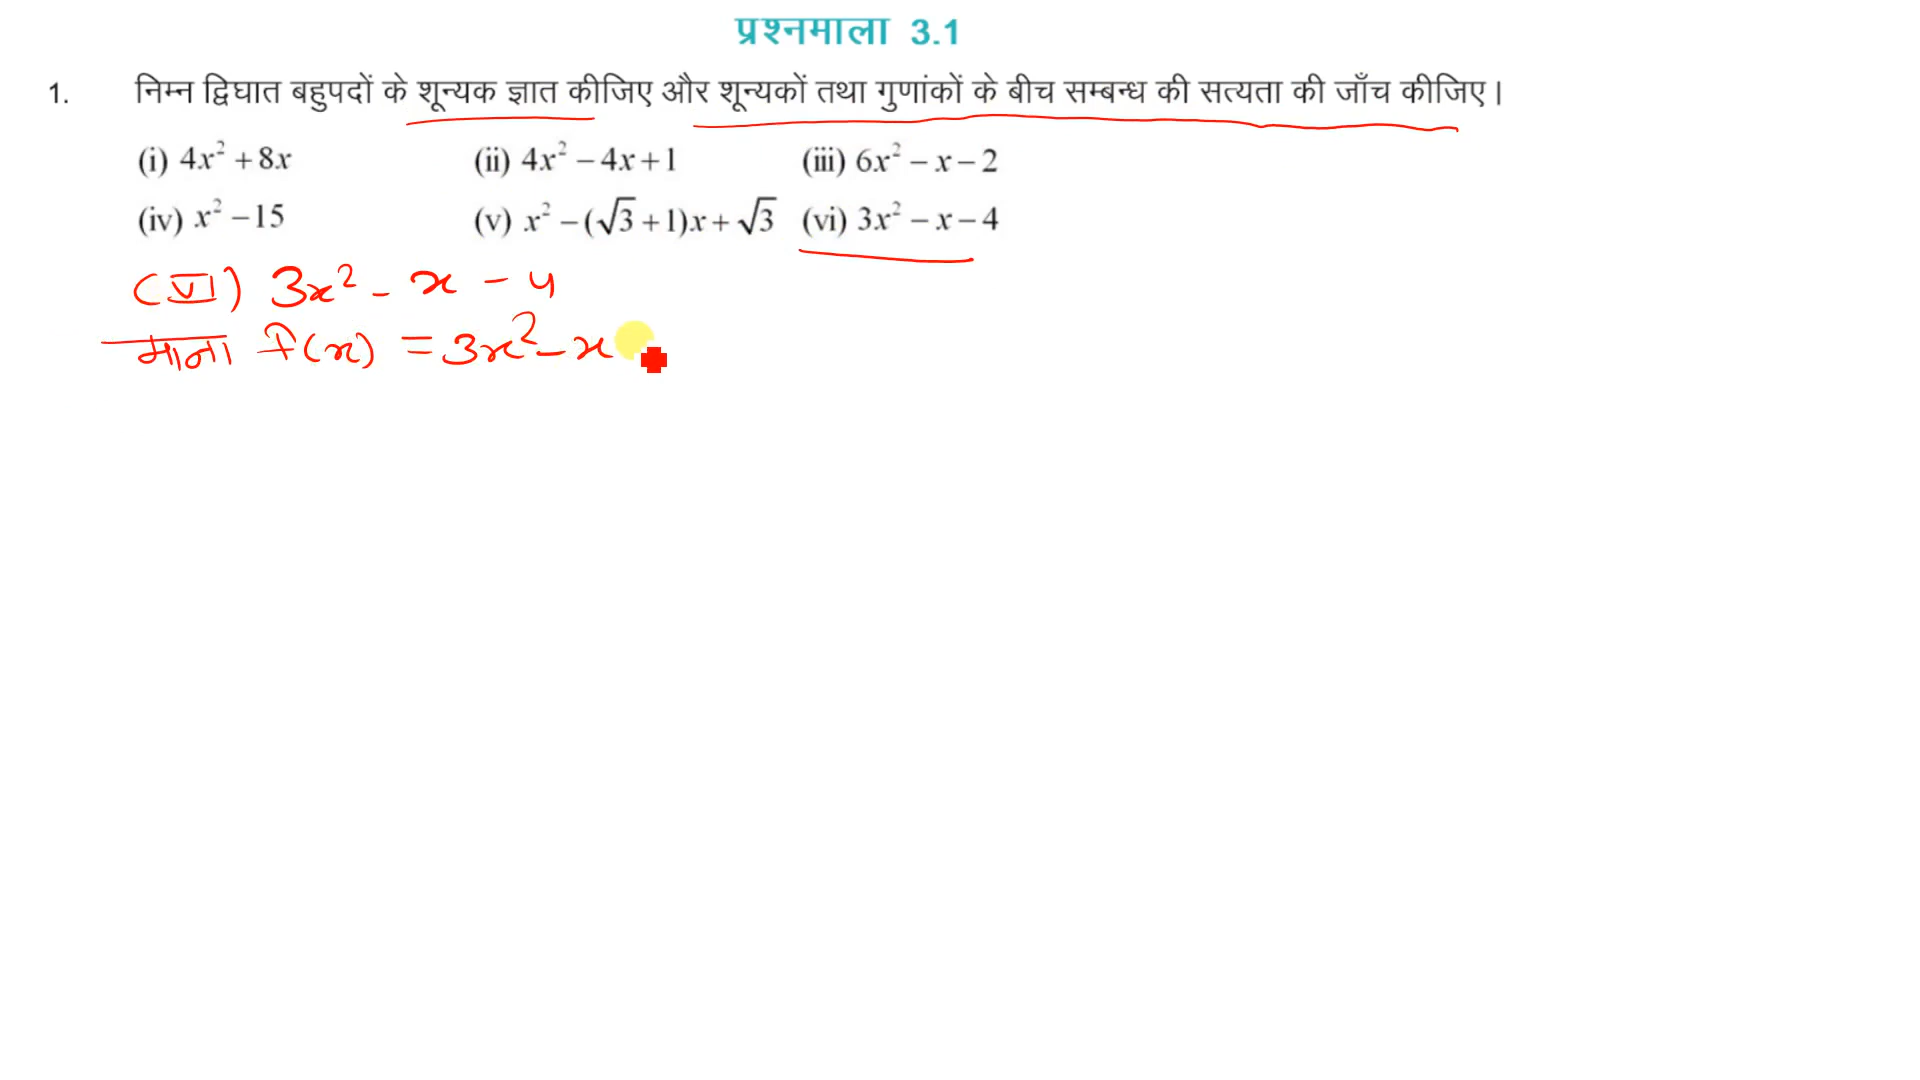 प्रश्नमाला 3.1
1. निम्न द्विघात बहुपदों के शून्यक ज्ञात कीजिए और शून्यकों तथा गुणांकों के बीच सम्बन्ध की सत्यता की जाँच कीजिए।
(i) 4x² + 8x (ii) 4x² − 4x + 1 (iii) 6x² − x − 2
(iv) x² − 15 (v) x² − (√3 + 1)x + √3 (vi) 3x² − x − 4
(VI) 3x² − x − 4
माना f(x) = 3x² − x